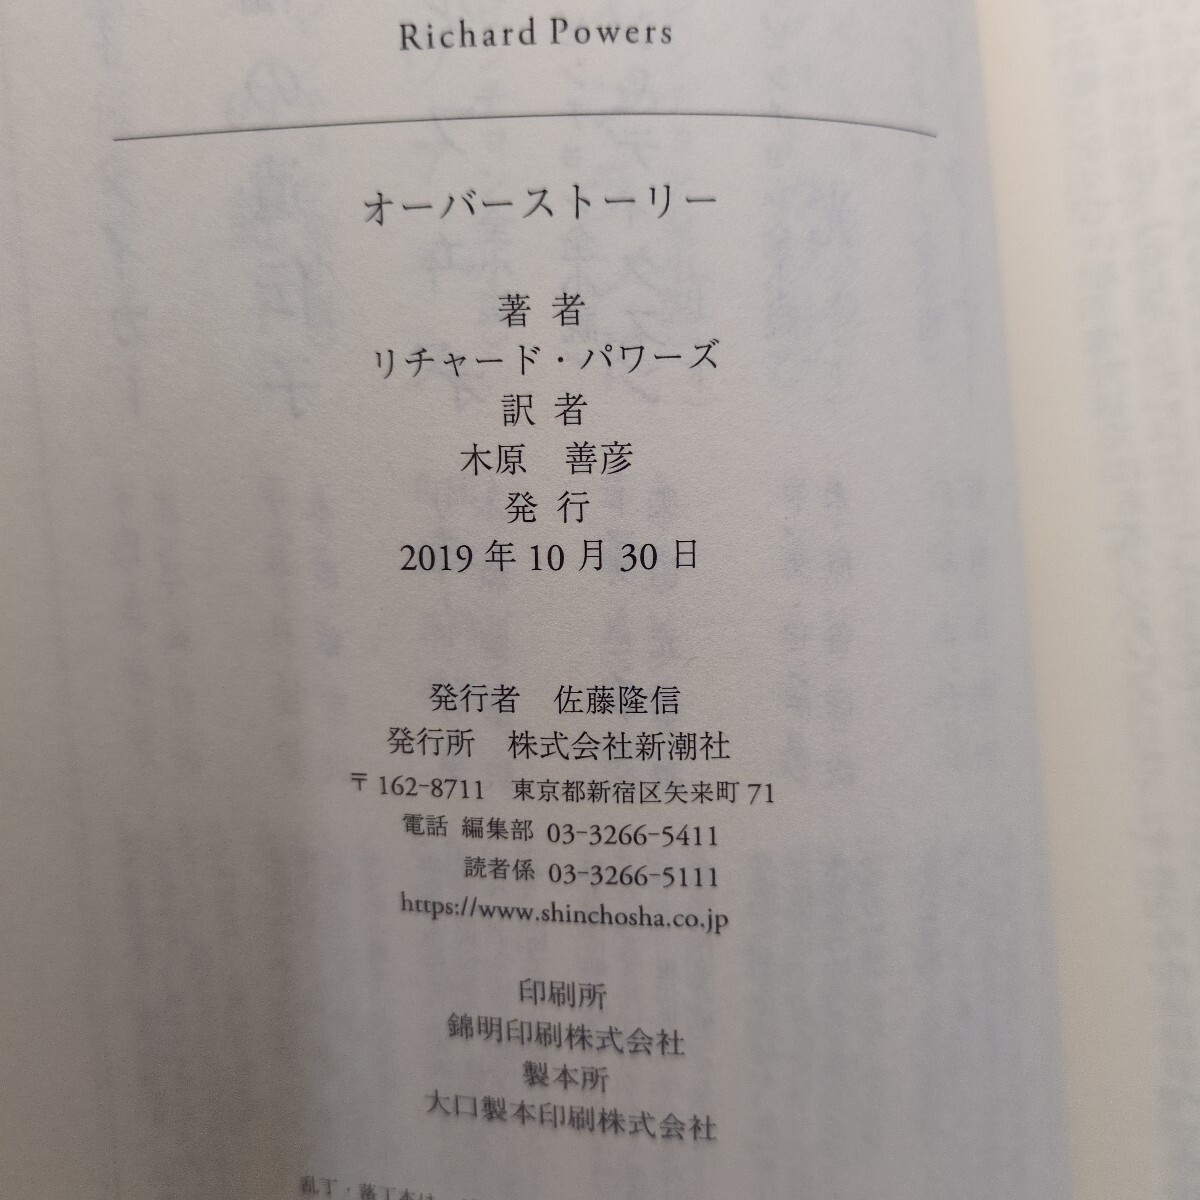 Richard Powers
オーバーストーリー
著者
リチャード・パワーズ
訳者
木原　善彦
発行
2019年10月30日
発行者　佐藤隆信
発行所　株式会社新潮社
〒162-8711　東京都新宿区矢来町71
電話 編集部 03-3266-5411
読者係 03-3266-5111
https://www.shinchosha.co.jp
印刷所
錦明印刷株式会社
製本所
大口製本印刷株式会社
乱丁・落丁本は